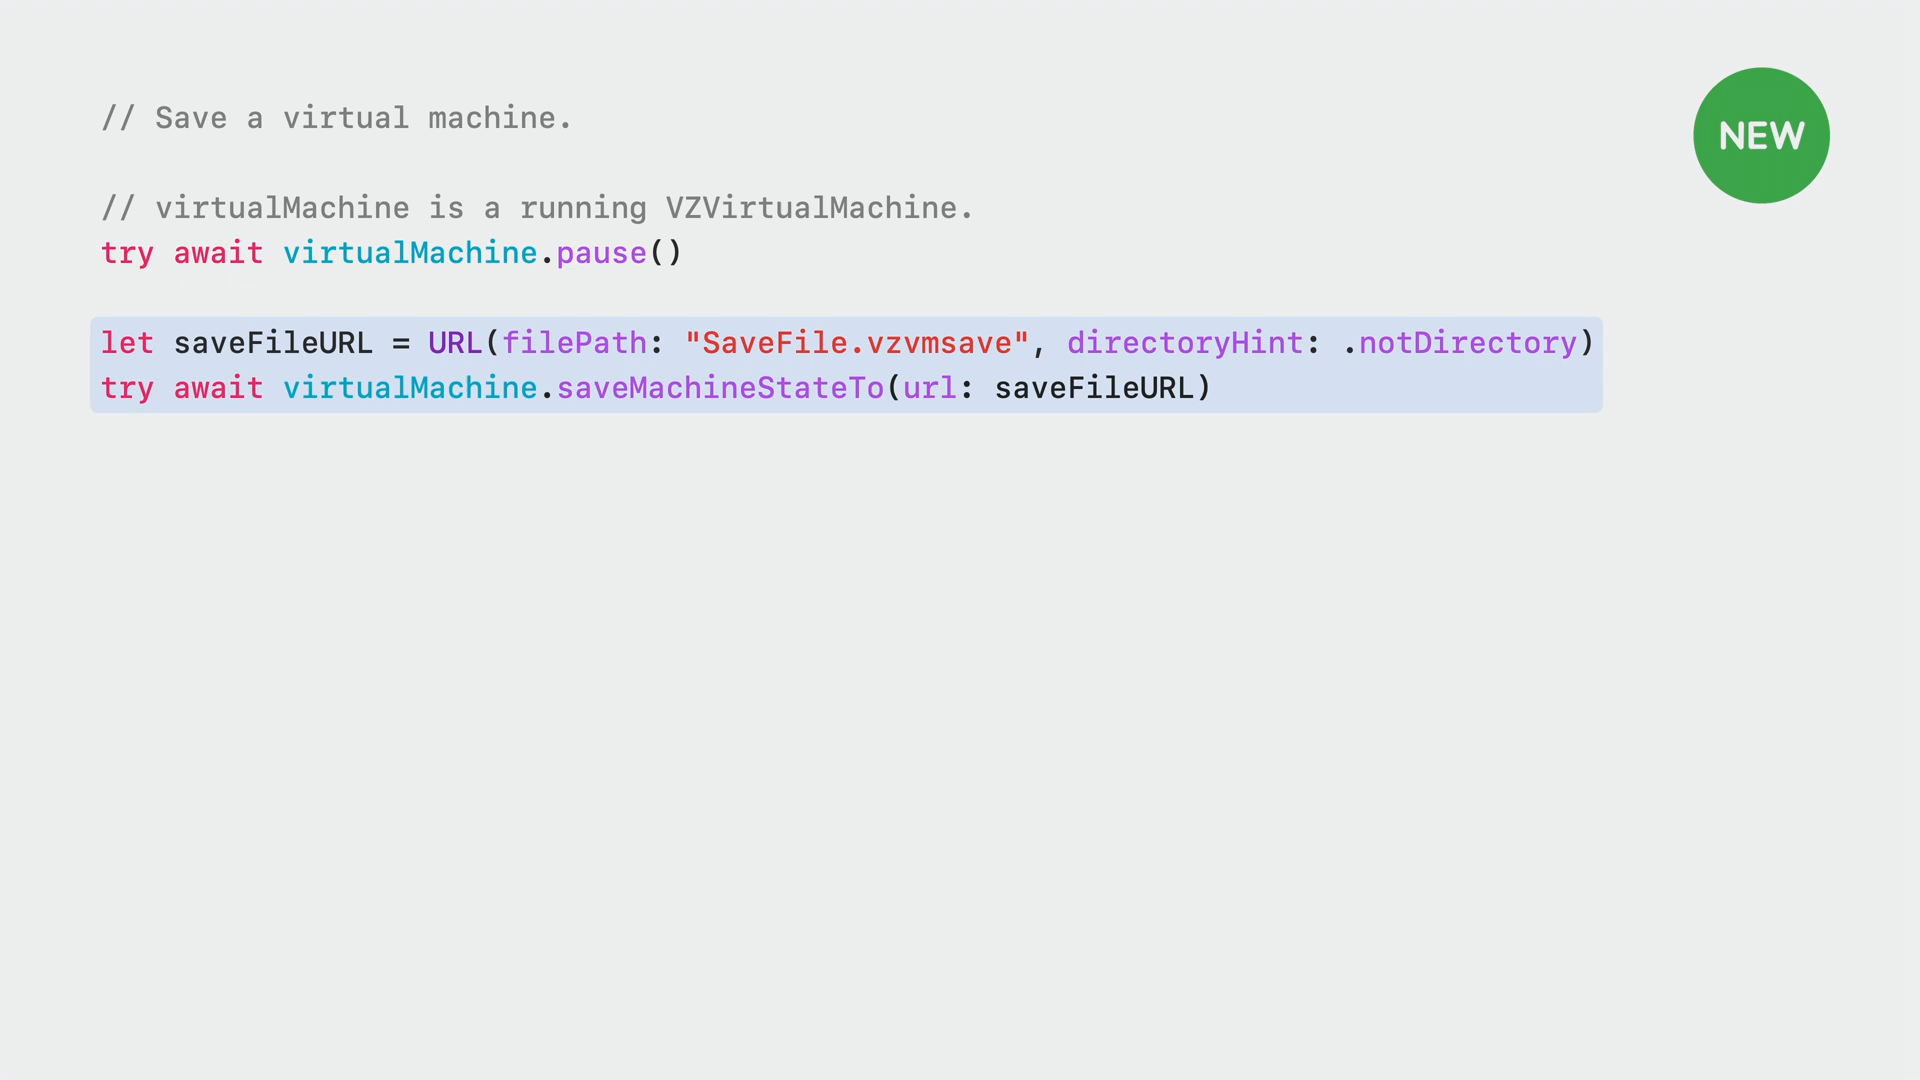 // Save a virtual machine.
NEW
// virtualMachine is a running VZVirtualMachine.
try await virtualMachine.pause()
let saveFileURL = URL(filePath: "SaveFile.vzvmsave", directoryHint: .notDirectory)
try await virtualMachine.saveMachineStateTo(url: saveFileURL)